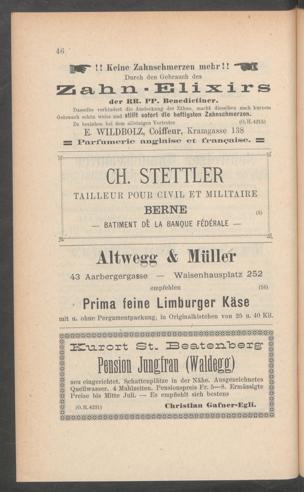 46
!! Keine Zahnschmerzen mehr !!
Durch den Gebrauch des
Zahn-Elixirs
der RR. PP. Benedictiner.
Dasselbe verhindert die Ausdockung der Zähne, macht dieselben nach kurzem
Gebrauch schön weiss und stillt sofort die heftigsten Zahnschmerzen.
Zu beziehen bei dem alleinigen Vertreter (O.H.4213)
E. WILDBOLZ, Coiffeur, Kramgasse 138
Parfumerie anglaise et française.
CH. STETTLER
TAILLEUR POUR CIVIL ET MILITAIRE
BERNE
— BATIMENT DE LA BANQUE FÉDÉRALE —
Altwegg & Müller
43 Aarbergergasse — Waisenhausplatz 252
empfehlen
Prima feine Limburger Käse
mit u. ohne Pergamentpackung, in Originalkistchen von 25 u. 40 Kil.
Kurort St. Beatenberg
Pension Jungfrau (Waldegg)
neu eingerichtet. Schattenplätze in der Nähe. Ausgezeichnetes
Quellwasser. 4 Mahlzeiten. Pensionspreis Fr. 5—8. Ermässigte
Preise bis Mitte Juli. — Es empfiehlt sich bestens
(O.H.4231) Christian Gafner-Egli.